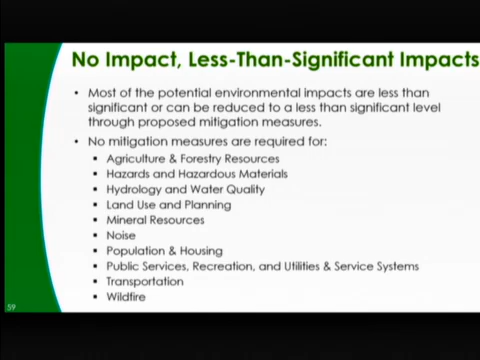 No Impact, Less-Than-Significant Impacts
• Most of the potential environmental impacts are less than
significant or can be reduced to a less than significant level
through proposed mitigation measures.
• No mitigation measures are required for:
▪ Agriculture & Forestry Resources
▪ Hazards and Hazardous Materials
▪ Hydrology and Water Quality
▪ Land Use and Planning
▪ Mineral Resources
▪ Noise
▪ Population & Housing
▪ Public Services, Recreation, and Utilities & Service Systems
▪ Transportation
▪ Wildfire
59